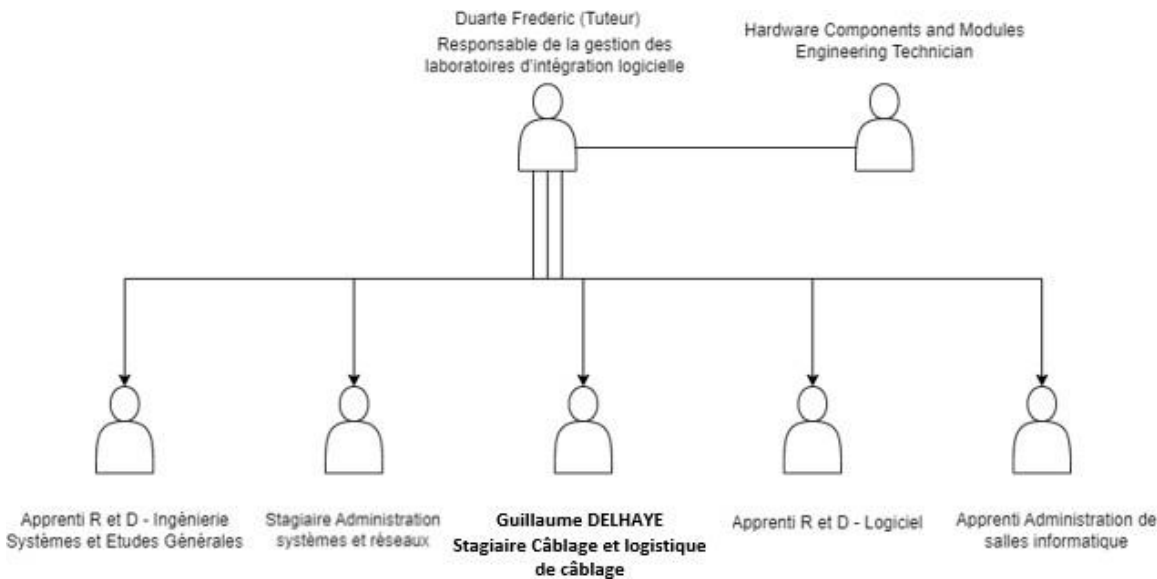 Duarte Frederic (Tuteur)
Responsable de la gestion des
laboratoires d'intégration logicielle
Hardware Components and Modules
Engineering Technician
Apprenti R et D - Ingénierie
Systèmes et Etudes Générales
Stagiaire Administration
systèmes et réseaux
Guillaume DELHAYE
Stagiaire Câblage et logistique
de câblage
Apprenti R et D - Logiciel
Apprenti Administration de
salles informatique